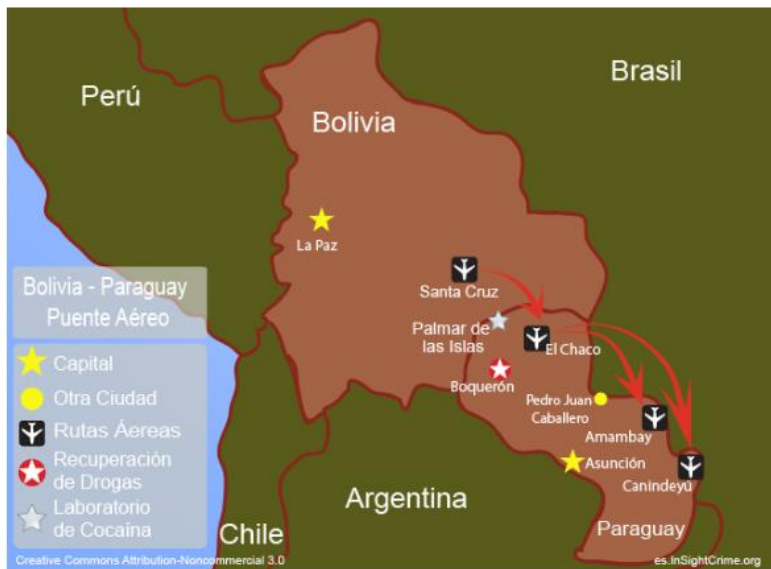 Perú
Brasil
Bolivia
La Paz
Santa Cruz
Palmar de
las Islas
El Chaco
Boquerón
Pedro Juan
Caballero
Amambay
Asunción
Canindeyú
Argentina
Chile
Paraguay
Bolivia - Paraguay
Puente Aéreo
Capital
Otra Ciudad
Rutas Áereas
Recuperación
de Drogas
Laboratorio
de Cocaína
Creative Commons Attribution-Noncommercial 3.0
es.InSightCrime.org